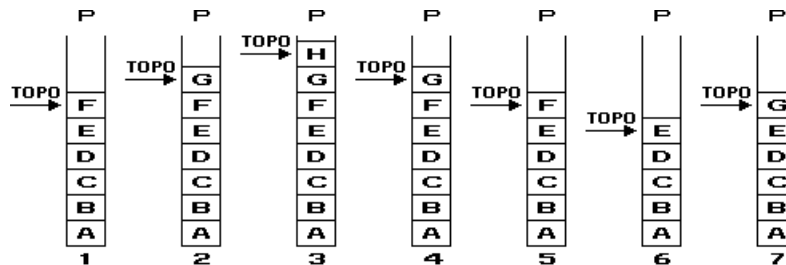 P P P P P P P
TOPO
H
TOPO TOPO
G G G
TOPO TOPO TOPO
F F F F F G
TOPO
E E E E E E E
D D D D D D D
C C C C C C C
B B B B B B B
A A A A A A A
1 2 3 4 5 6 7